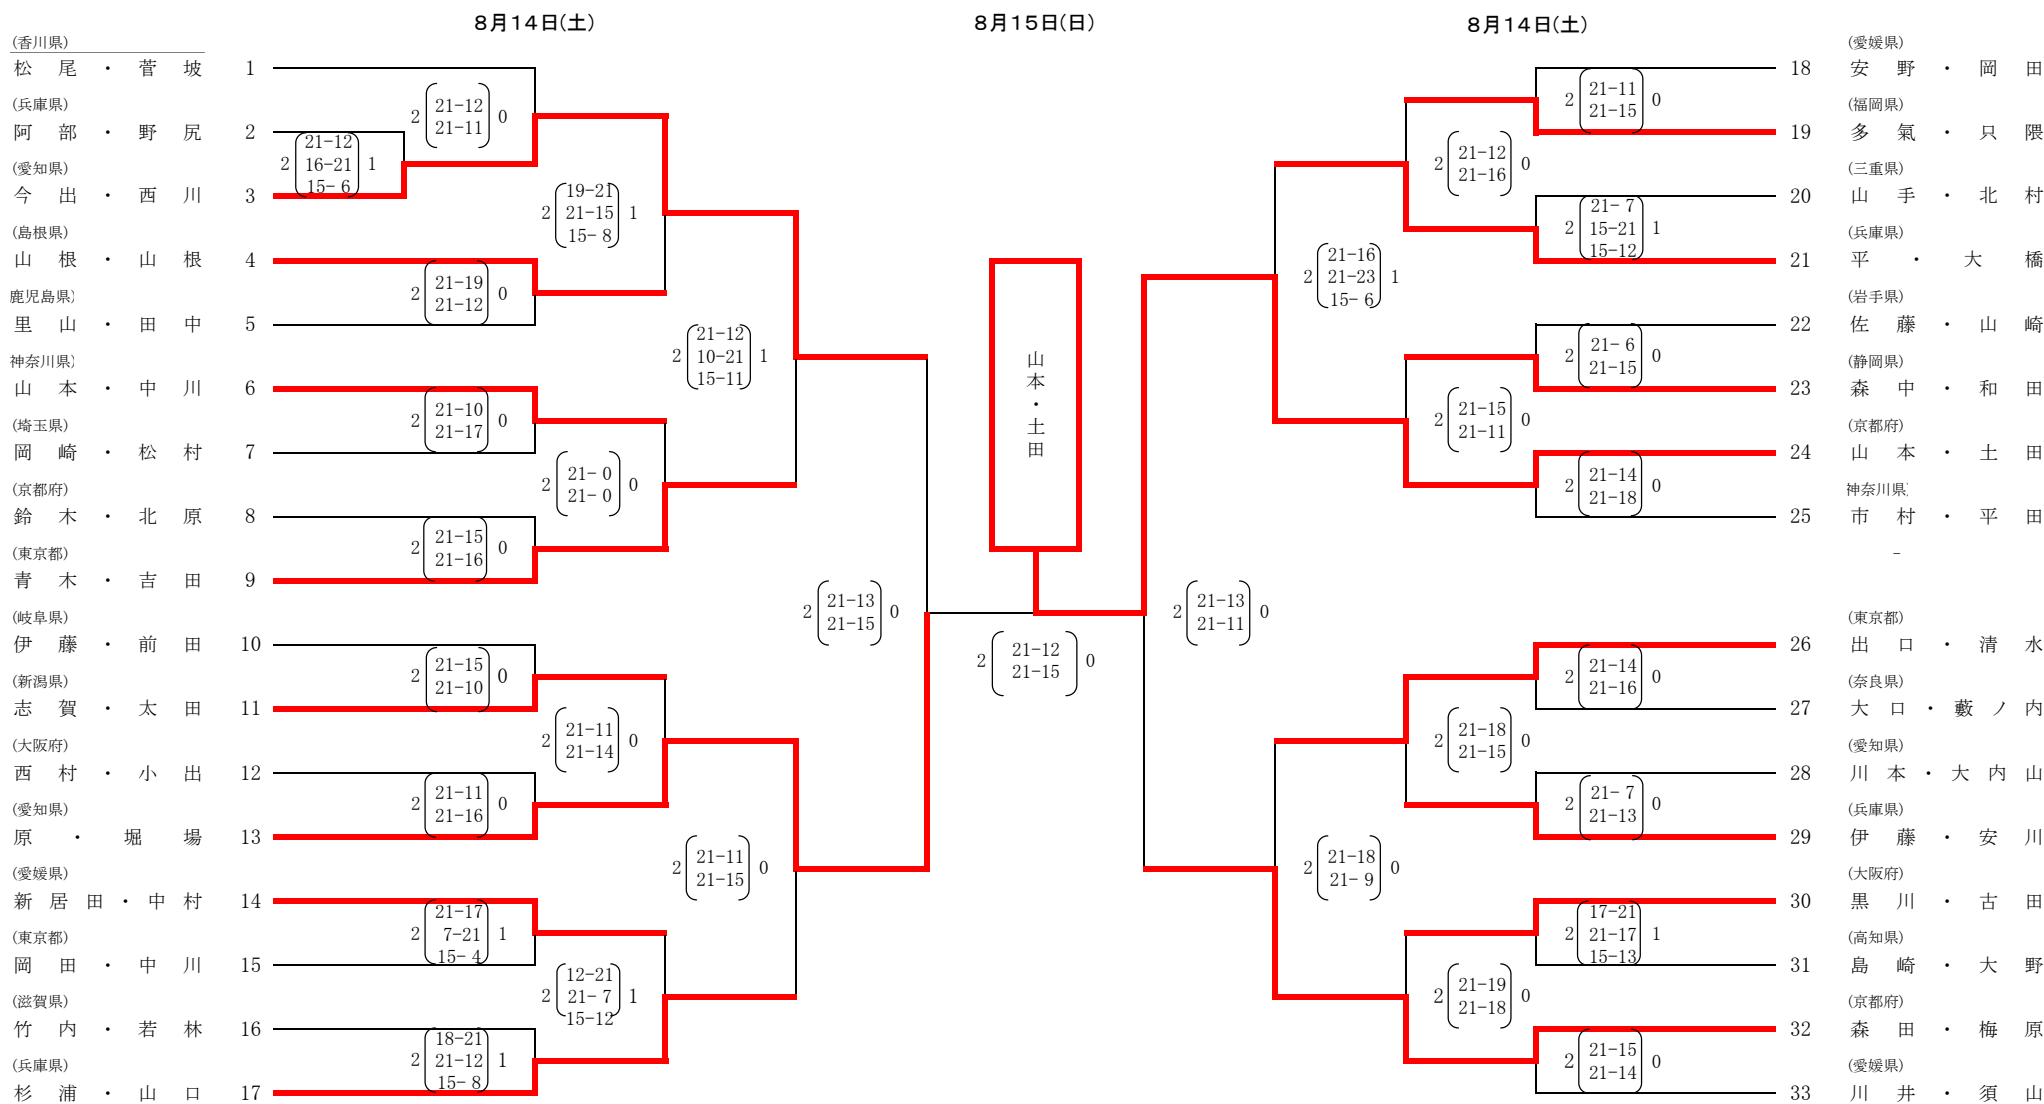 8月14日(土)
8月15日(日)
8月14日(土)
(香川県)
松尾・菅坡 1
(兵庫県)
阿部・野尻 2
(愛知県)
今出・西川 3
(島根県)
山根・山根 4
鹿児島県)
里山・田中 5
神奈川県)
山本・中川 6
(埼玉県)
岡崎・松村 7
(京都府)
鈴木・北原 8
(東京都)
青木・吉田 9
(岐阜県)
伊藤・前田 10
(新潟県)
志賀・太田 11
(大阪府)
西村・小出 12
(愛知県)
原・堀場 13
(愛媛県)
新居田・中村 14
(東京都)
岡田・中川 15
(滋賀県)
竹内・若林 16
(兵庫県)
杉浦・山口 17
21-12
2 16-21 1
15- 6
2 21-12 0
21-11
2 21-19 0
21-12
2 21-10 0
21-17
2 21-15 0
21-16
2 21-15 0
21-10
2 21-11 0
21-16
21-17
2 7-21 1
15- 4
18-21
2 21-12 1
15- 8
19-21
2 21-15 1
15- 8
2 21- 0 0
21- 0
2 21-11 0
21-14
12-21
2 21- 7 1
15-12
21-12
2 10-21 1
15-11
2 21-11 0
21-15
2 21-13 0
21-15
山本・土田
2 21-12 0
21-15
2 21-13 0
21-11
21-16
2 21-23 1
15- 6
2 21-18 0
21- 9
2 21-12 0
21-16
2 21-15 0
21-11
2 21-18 0
21-15
2 21-19 0
21-18
2 21-11 0
21-15
21- 7
2 15-21 1
15-12
2 21- 6 0
21-15
2 21-14 0
21-18
2 21-14 0
21-16
2 21- 7 0
21-13
17-21
2 21-17 1
15-13
2 21-15 0
21-14
(愛媛県)
18 安野・岡田
(福岡県)
19 多氣・只隈
(三重県)
20 山手・北村
(兵庫県)
21 平・大橋
(岩手県)
22 佐藤・山崎
(静岡県)
23 森中・和田
(京都府)
24 山本・土田
神奈川県
25 市村・平田
-
(東京都)
26 出口・清水
(奈良県)
27 大口・藪ノ内
(愛知県)
28 川本・大内山
(兵庫県)
29 伊藤・安川
(大阪府)
30 黒川・古田
(高知県)
31 島崎・大野
(京都府)
32 森田・梅原
(愛媛県)
33 川井・須山